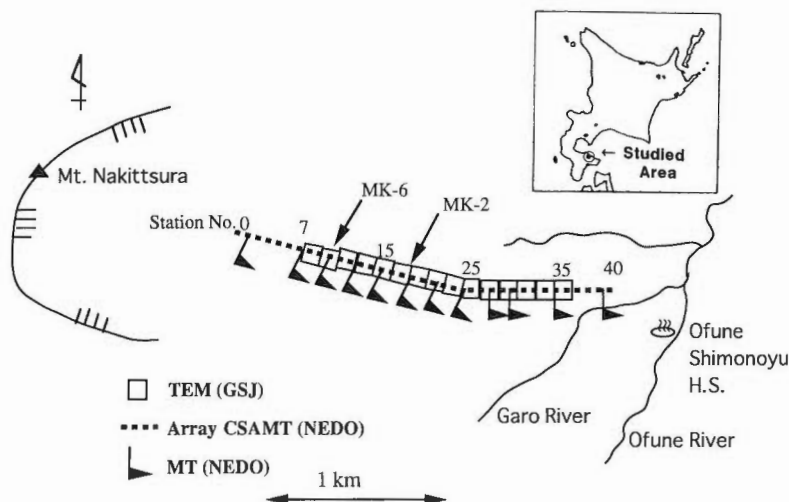 ← Studied
Area
Mt. Nakittsura
MK-6
MK-2
Station No. 0
7
15
25
35
40
Ofune
Shimonoyu
H.S.
TEM (GSJ)
Array CSAMT (NEDO)
MT (NEDO)
Garo River
Ofune River
1 km